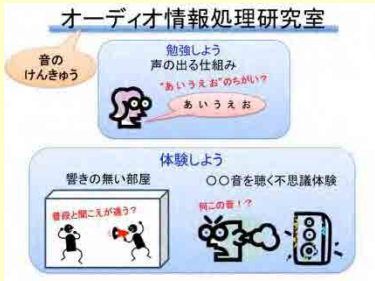 オーディオ情報処理研究室
音の
けんきゅう
勉強しよう
声の出る仕組み
"あいうえお"のちがい?
あ い う え お
体験しよう
響きの無い部屋
○○音を聴く不思議体験
普段と聞こえが違う?
何この音!?